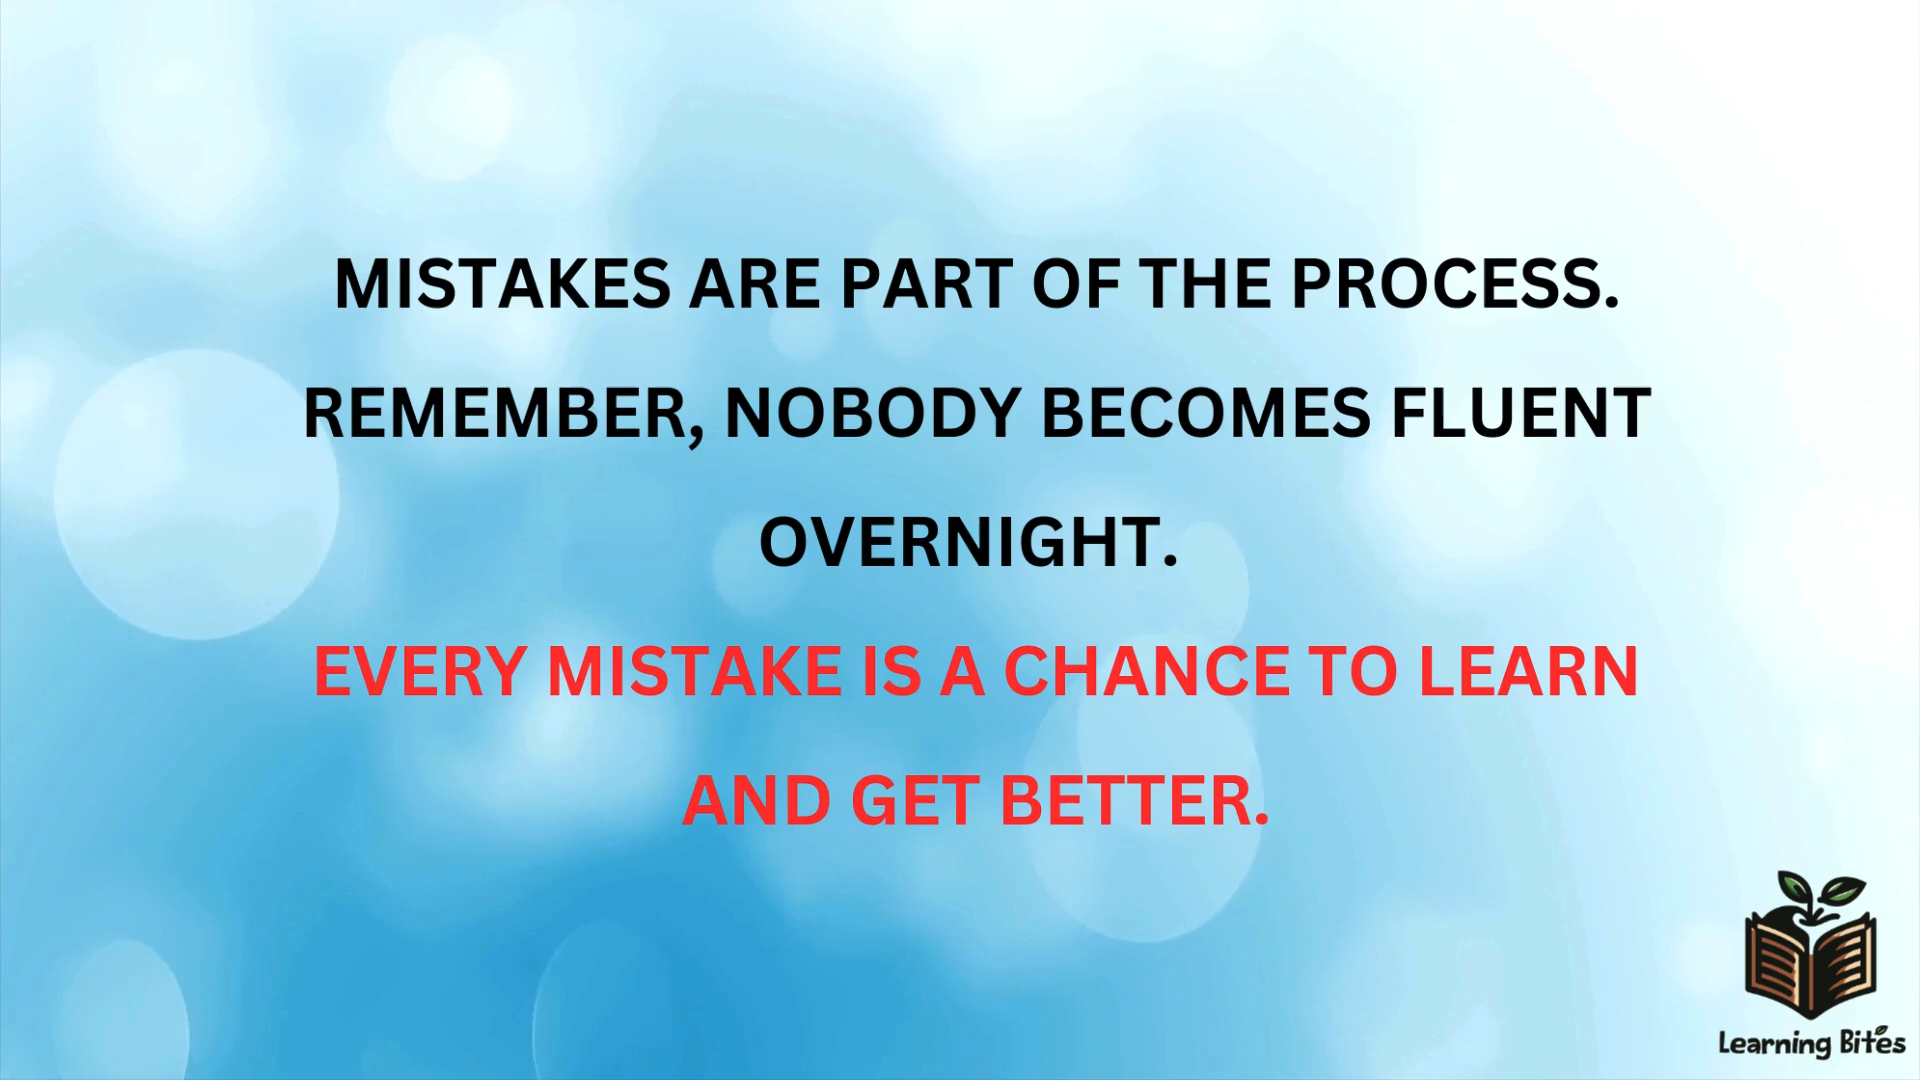 MISTAKES ARE PART OF THE PROCESS.
REMEMBER, NOBODY BECOMES FLUENT
OVERNIGHT.
EVERY MISTAKE IS A CHANCE TO LEARN
AND GET BETTER.
Learning Bites